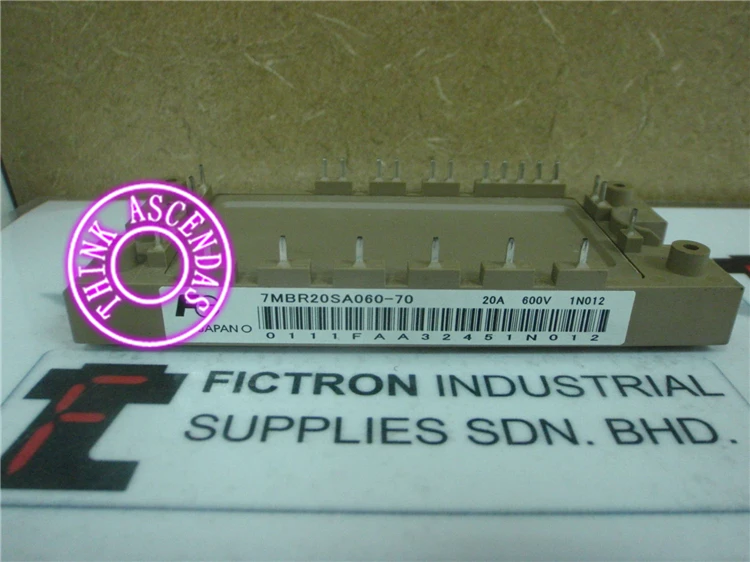 THINK ASCENDAS
7MBR20SA060-70 20A 600V 1N012
JAPAN O
0111FAA32451N012
FICTRON INDUSTRIAL
SUPPLIES SDN. BHD.